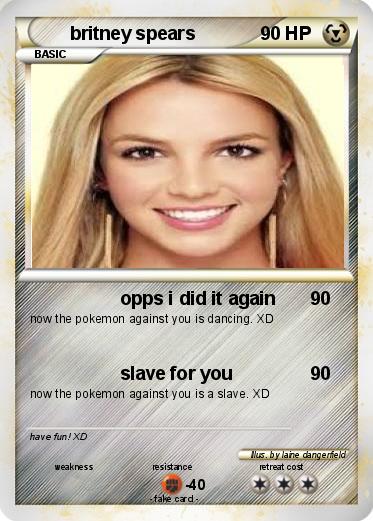 britney spears 90 HP
BASIC
opps i did it again 90
now the pokemon against you is dancing. XD
slave for you 90
now the pokemon against you is a slave. XD
have fun! XD
Illus. by laine dangerfield
weakness resistance retreat cost
-40
- fake card -